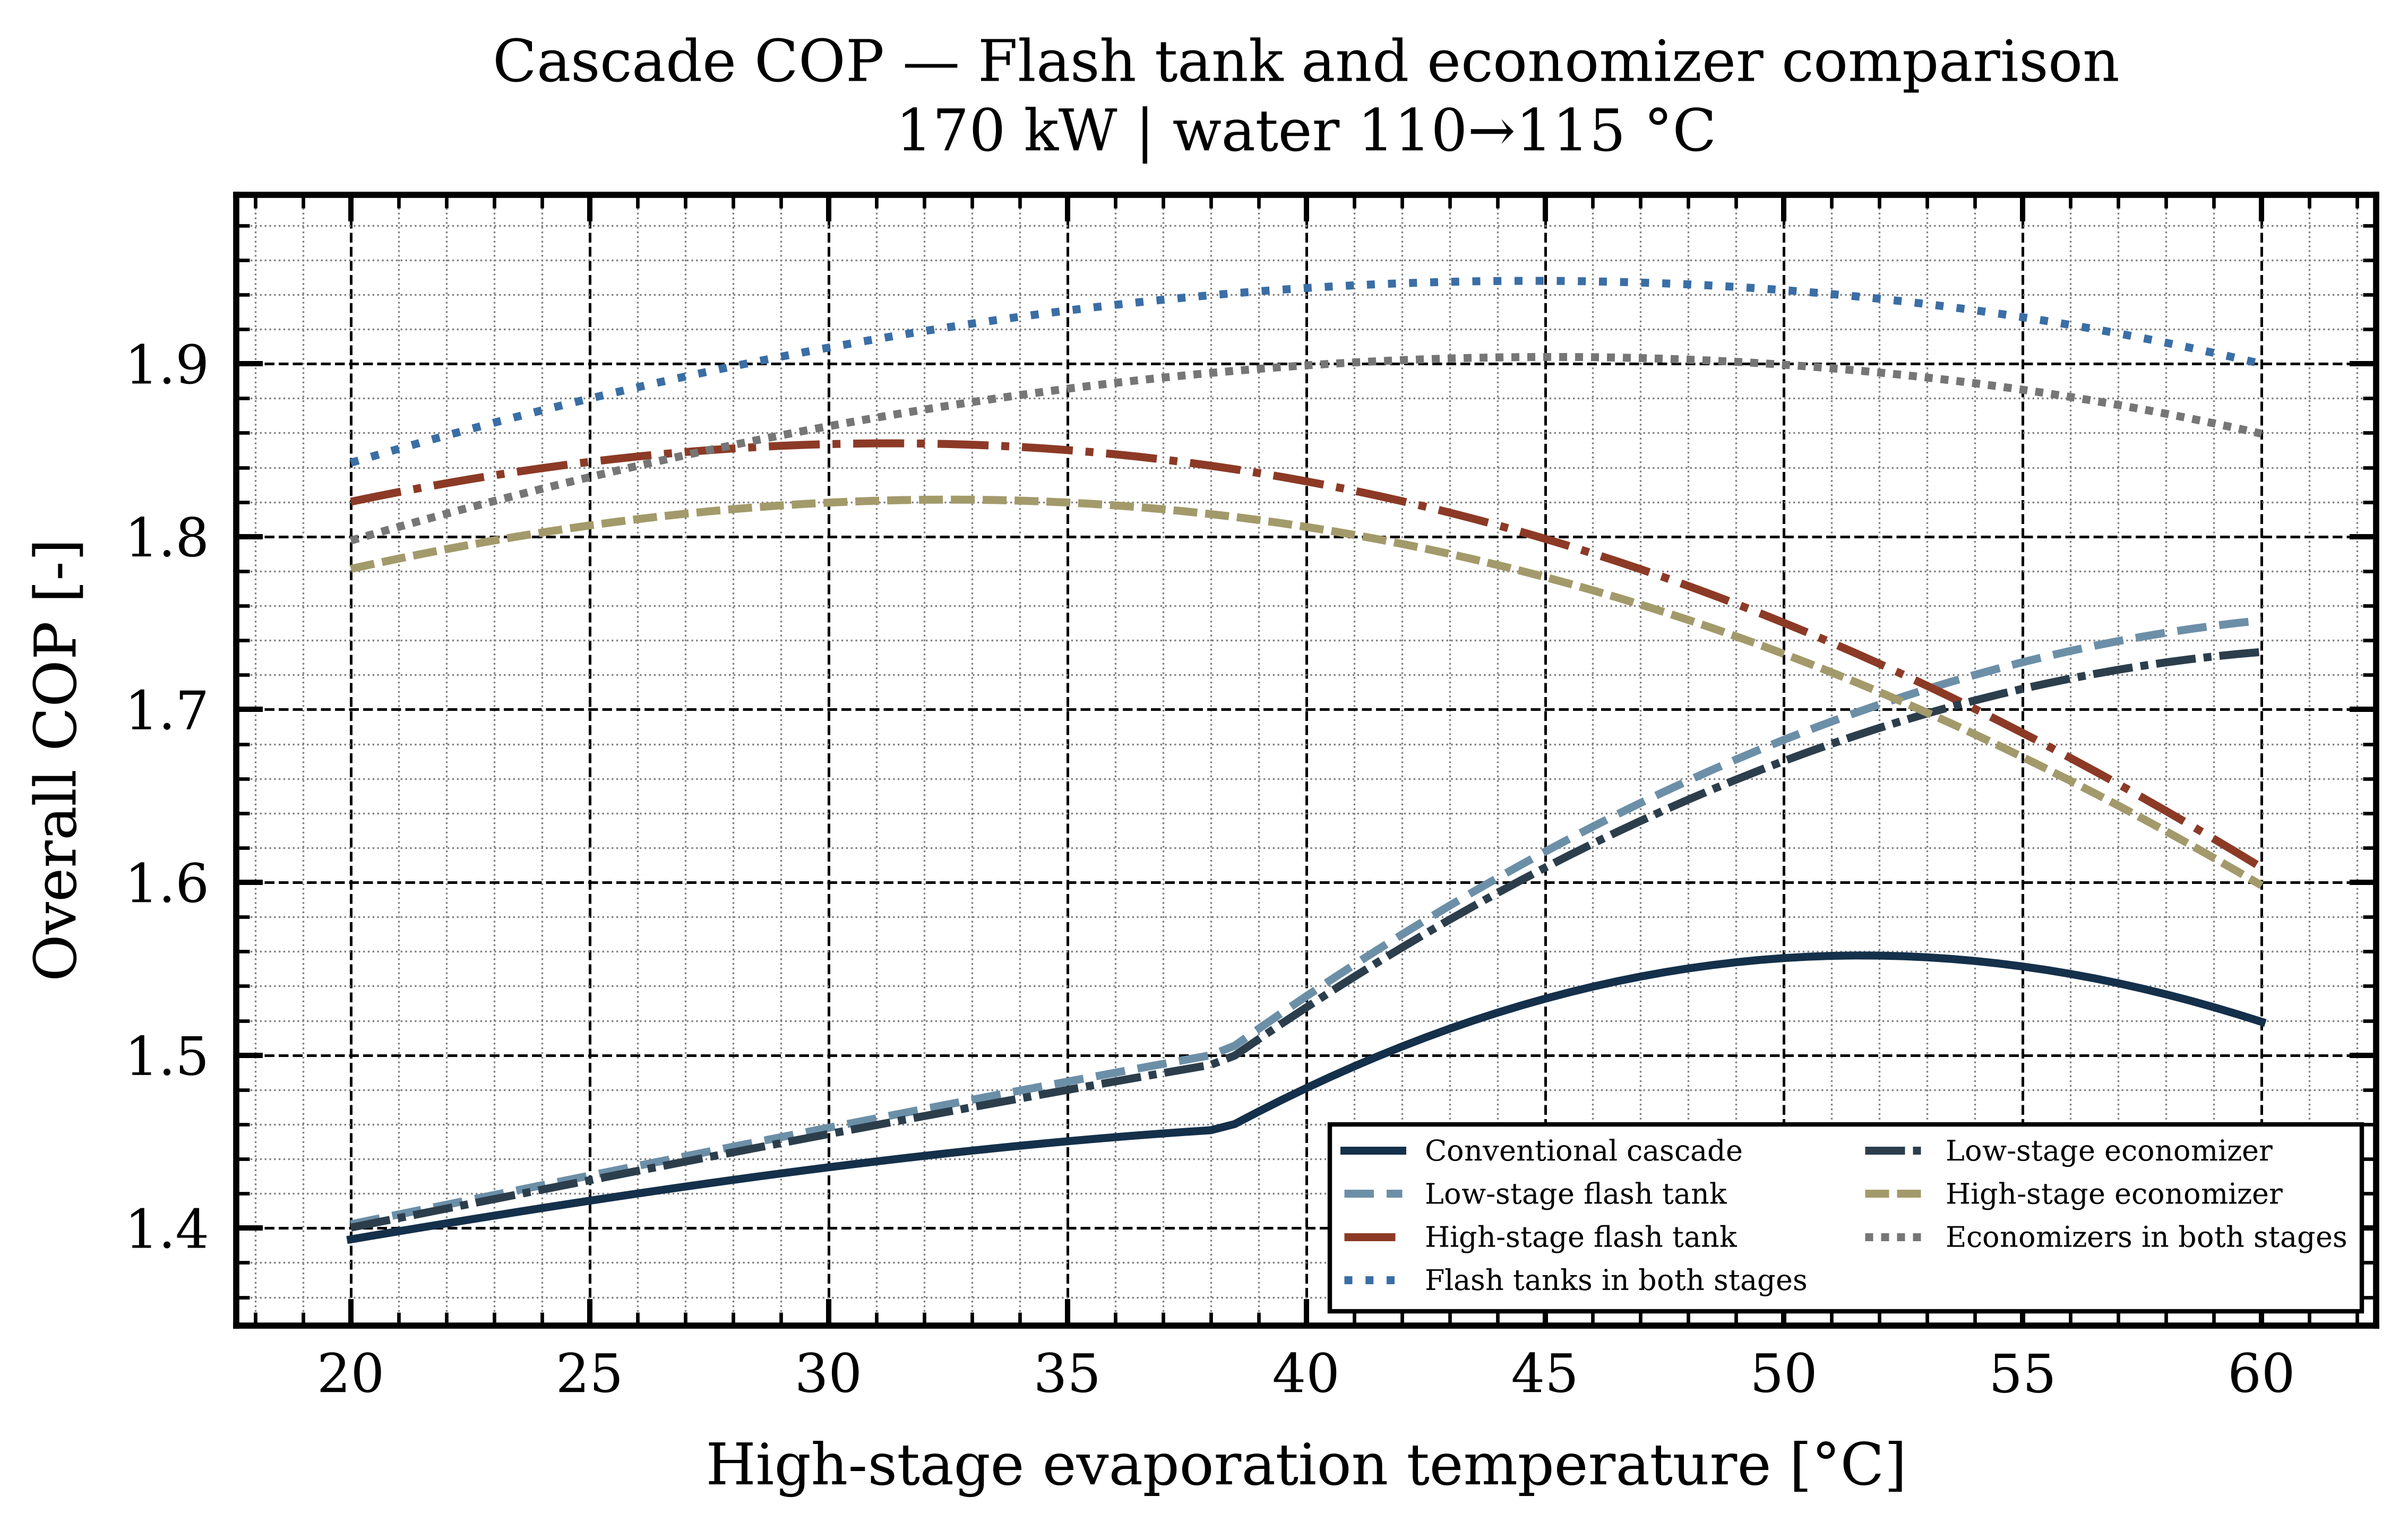 Cascade COP — Flash tank and economizer comparison
170 kW | water 110→115 °C
Overall COP [-]
1.9
1.8
1.7
1.6
1.5
1.4
Conventional cascade
Low-stage flash tank
High-stage flash tank
Flash tanks in both stages
Low-stage economizer
High-stage economizer
Economizers in both stages
20 25 30 35 40 45 50 55 60
High-stage evaporation temperature [°C]